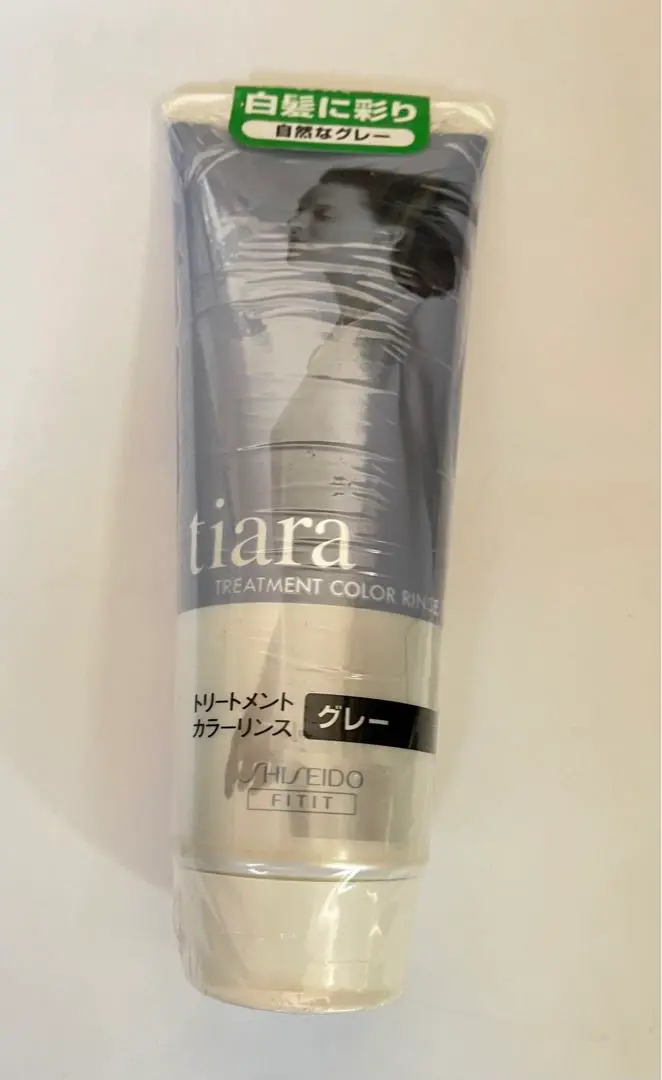 白髪に彩り
自然なグレー
tiara
TREATMENT COLOR RINSE
トリートメント
カラーリンス
グレー
SHISEIDO
FITIT